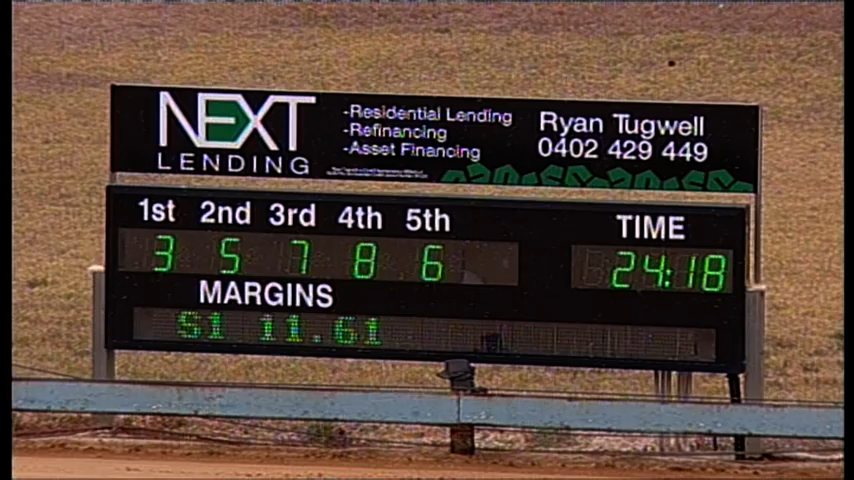 NEXT
LENDING
-Residential Lending
-Refinancing
-Asset Financing
Ryan Tugwell
0402 429 449
1st 2nd 3rd 4th 5th TIME
3 5 7 8 6 24:18
MARGINS
S1 11.61